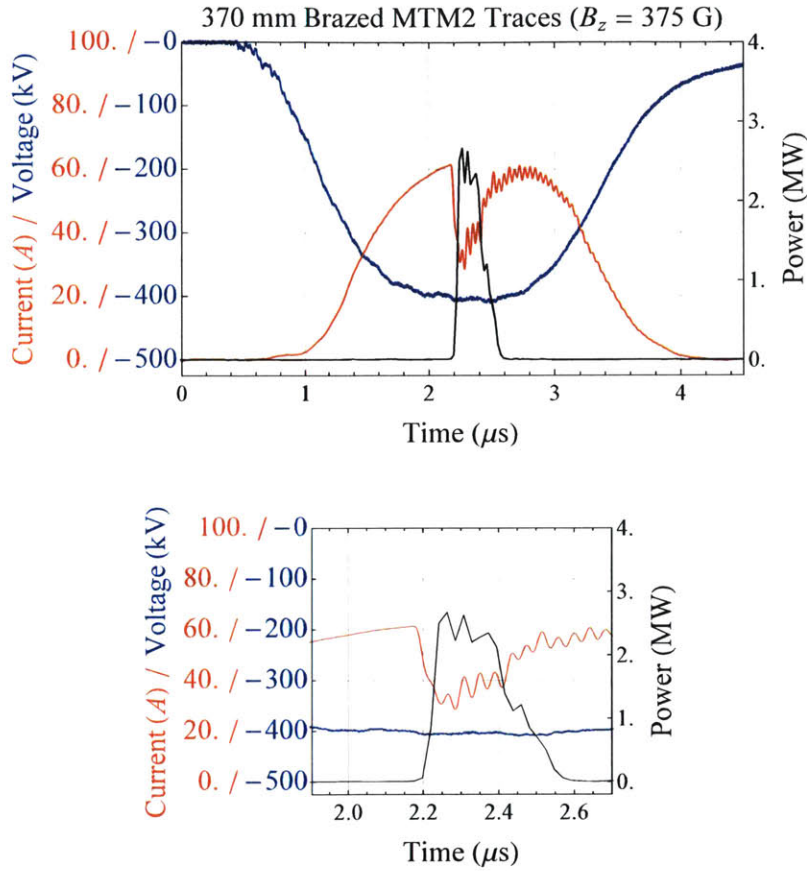 370 mm Brazed MTM2 Traces (B_z = 375 G)
100. / −0
80. / −100
60. / −200
40. / −300
20. / −400
0. / −500
Current (A) / Voltage (kV)
4.
3.
2.
1.
0.
Power (MW)
0 1 2 3 4
Time (μs)
100. / −0
80. / −100
60. / −200
40. / −300
20. / −400
0. / −500
Current (A) / Voltage (kV)
4.
3.
2.
1.
0.
Power (MW)
2.0 2.2 2.4 2.6
Time (μs)